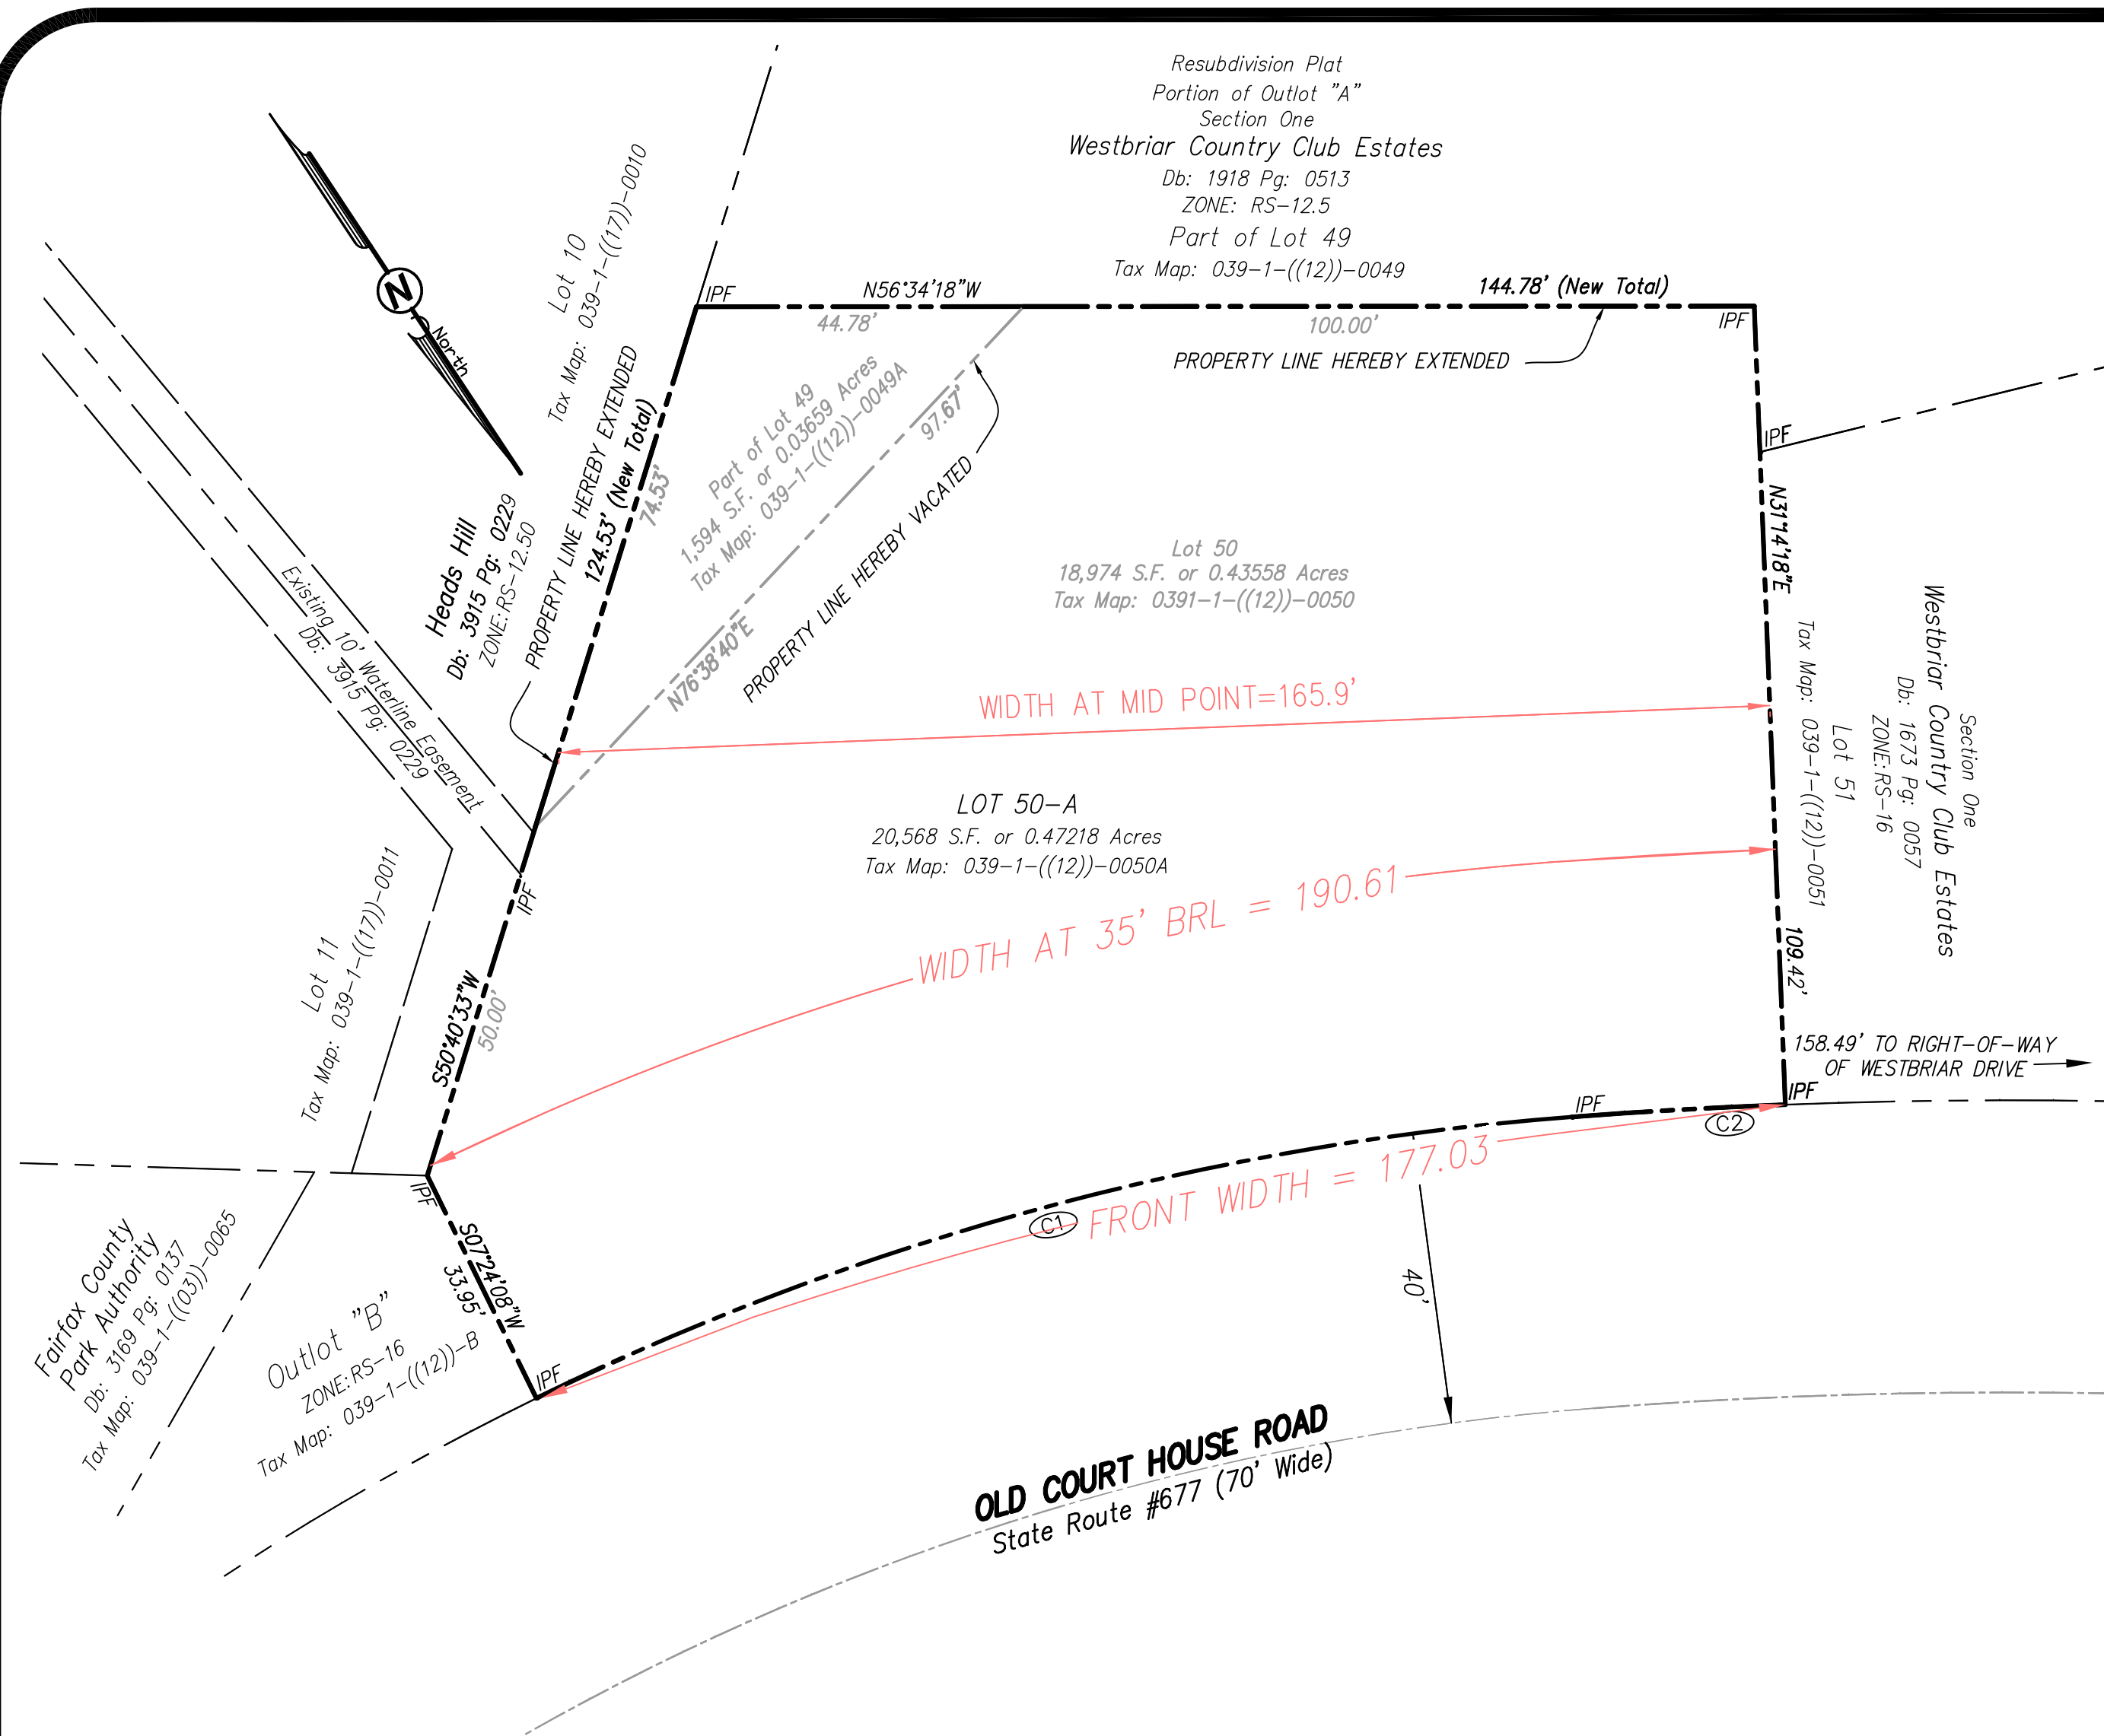 Resubdivision Plat
Portion of Outlot "A"
Section One
Westbriar Country Club Estates
Db: 1918 Pg: 0513
ZONE: RS-12.5
Part of Lot 49
Tax Map: 039-1-((12))-0049
N
North
Lot 10
Tax Map: 039-1-((17))-0010
IPF
N56°34'18"W
144.78' (New Total)
44.78'
100.00'
IPF
PROPERTY LINE HEREBY EXTENDED
PROPERTY LINE HEREBY EXTENDED
124.53' (New Total)
74.53'
Part of Lot 49
1,594 S.F. or 0.03659 Acres
Tax Map: 039-1-((12))-0049A
97.67'
N76°38'40"E
PROPERTY LINE HEREBY VACATED
IPF
N31°14'18"E
Heads Hill
Db: 3915 Pg: 0229
ZONE:RS-12.50
Existing 10' Waterline Easement
Db: 3915 Pg: 0229
Lot 50
18,974 S.F. or 0.43558 Acres
Tax Map: 0391-1-((12))-0050
Section One
Westbriar Country Club Estates
Db: 1673 Pg: 0057
ZONE:RS-16
Lot 51
Tax Map: 039-1-((12))-0051
WIDTH AT MID POINT=165.9'
LOT 50-A
20,568 S.F. or 0.47218 Acres
Tax Map: 039-1-((12))-0050A
WIDTH AT 35' BRL = 190.61
IPF
Lot 11
Tax Map: 039-1-((17))-0011
S50°40'33"W
50.00'
109.42'
158.49' TO RIGHT-OF-WAY
OF WESTBRIAR DRIVE
IPF
IPF
C2
C1
FRONT WIDTH = 177.03
40'
IPF
S07°24'08"W
33.95'
IPF
Fairfax County
Park Authority
Db: 3169 Pg: 0137
Tax Map: 039-1-((03))-0065
Outlot "B"
ZONE:RS-16
Tax Map: 039-1-((12))-B
OLD COURT HOUSE ROAD
State Route #677 (70' Wide)